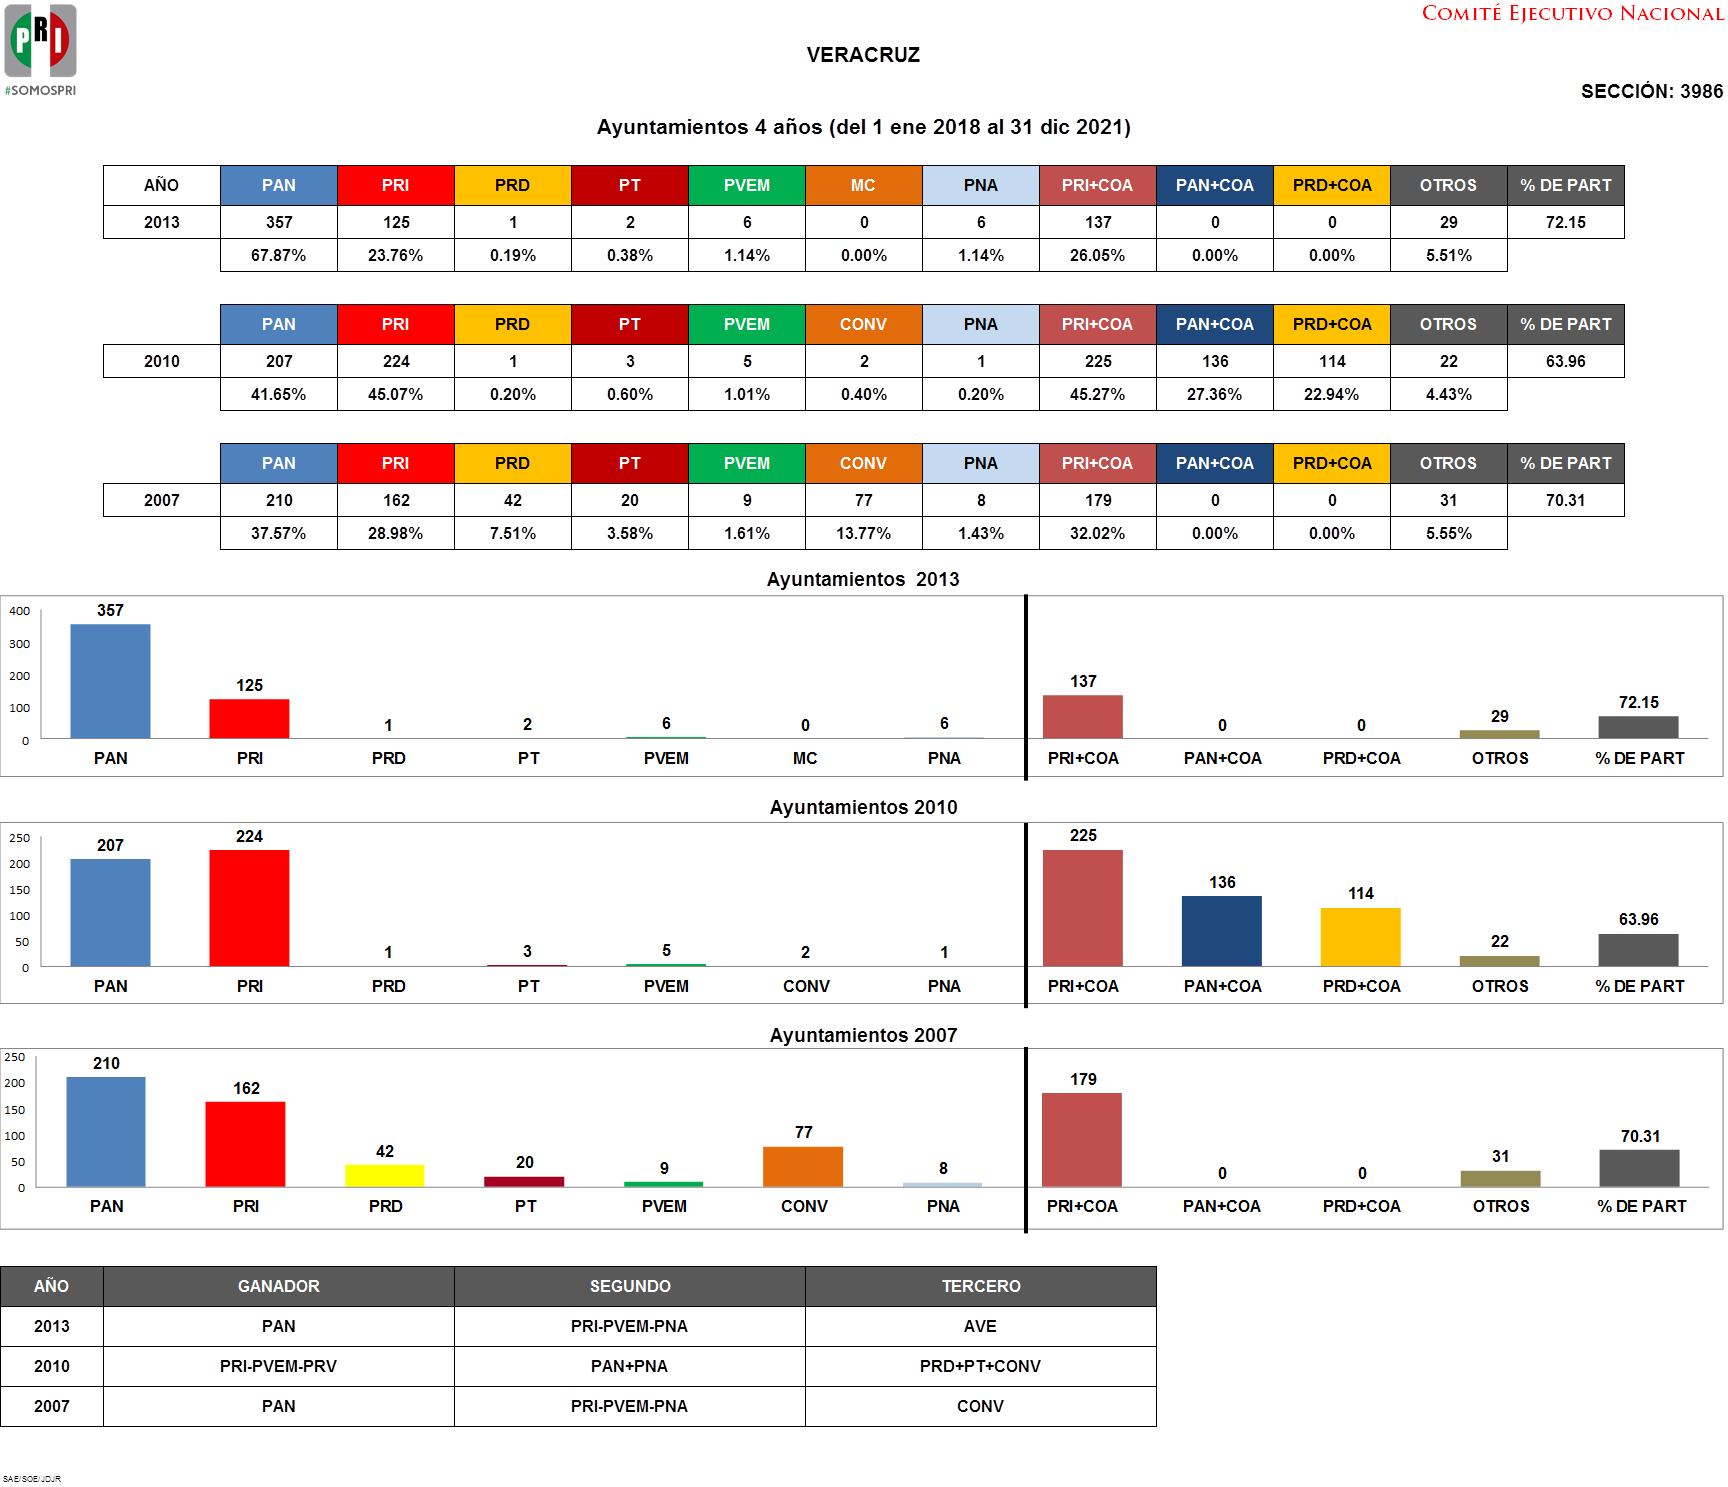 PRI
#SOMOSPRI
COMITÉ EJECUTIVO NACIONAL
VERACRUZ
SECCIÓN: 3986
Ayuntamientos 4 años (del 1 ene 2018 al 31 dic 2021)
AÑO PAN PRI PRD PT PVEM MC PNA PRI+COA PAN+COA PRD+COA OTROS % DE PART
2013 357 125 1 2 6 0 6 137 0 0 29 72.15
67.87% 23.76% 0.19% 0.38% 1.14% 0.00% 1.14% 26.05% 0.00% 0.00% 5.51%
PAN PRI PRD PT PVEM CONV PNA PRI+COA PAN+COA PRD+COA OTROS % DE PART
2010 207 224 1 3 5 2 1 225 136 114 22 63.96
41.65% 45.07% 0.20% 0.60% 1.01% 0.40% 0.20% 45.27% 27.36% 22.94% 4.43%
PAN PRI PRD PT PVEM CONV PNA PRI+COA PAN+COA PRD+COA OTROS % DE PART
2007 210 162 42 20 9 77 8 179 0 0 31 70.31
37.57% 28.98% 7.51% 3.58% 1.61% 13.77% 1.43% 32.02% 0.00% 0.00% 5.55%
Ayuntamientos 2013
400
300
200
100
0
357 125 1 2 6 0 6 137 0 0 29 72.15
PAN PRI PRD PT PVEM MC PNA PRI+COA PAN+COA PRD+COA OTROS % DE PART
Ayuntamientos 2010
250
200
150
100
50
0
207 224 1 3 5 2 1 225 136 114 22 63.96
PAN PRI PRD PT PVEM CONV PNA PRI+COA PAN+COA PRD+COA OTROS % DE PART
Ayuntamientos 2007
250
200
150
100
50
0
210 162 42 20 9 77 8 179 0 0 31 70.31
PAN PRI PRD PT PVEM CONV PNA PRI+COA PAN+COA PRD+COA OTROS % DE PART
AÑO GANADOR SEGUNDO TERCERO
2013 PAN PRI-PVEM-PNA AVE
2010 PRI-PVEM-PRV PAN+PNA PRD+PT+CONV
2007 PAN PRI-PVEM-PNA CONV
SAE/SOE/JDJR